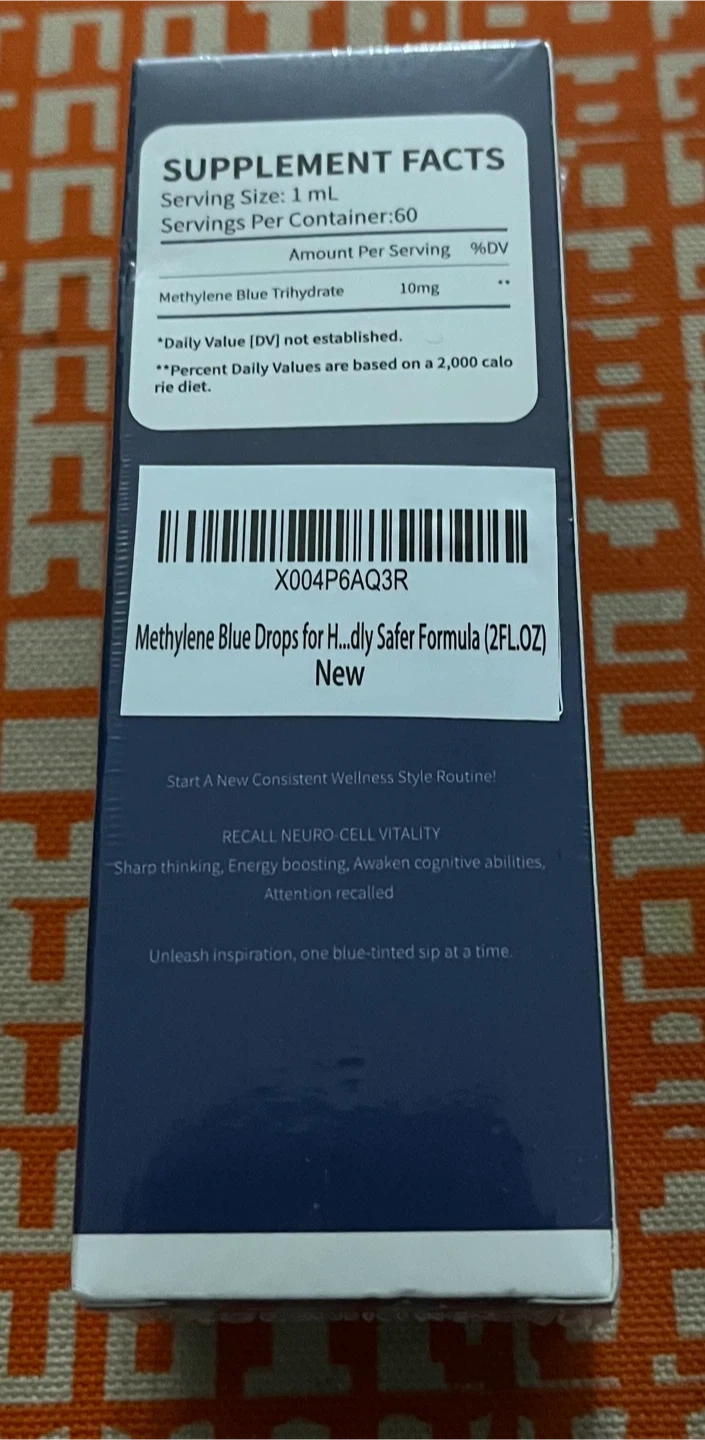 SUPPLEMENT FACTS
Serving Size: 1 mL
Servings Per Container:60
Amount Per Serving %DV
Methylene Blue Trihydrate 10mg **
*Daily Value [DV] not established.
**Percent Daily Values are based on a 2,000 calo
rie diet.
X004P6AQ3R
Methylene Blue Drops for H...dly Safer Formula (2FL.OZ)
New
Start A New Consistent Wellness Style Routine!
RECALL NEURO-CELL VITALITY
Sharp thinking, Energy boosting, Awaken cognitive abilities,
Attention recalled
Unleash inspiration, one blue-tinted sip at a time.